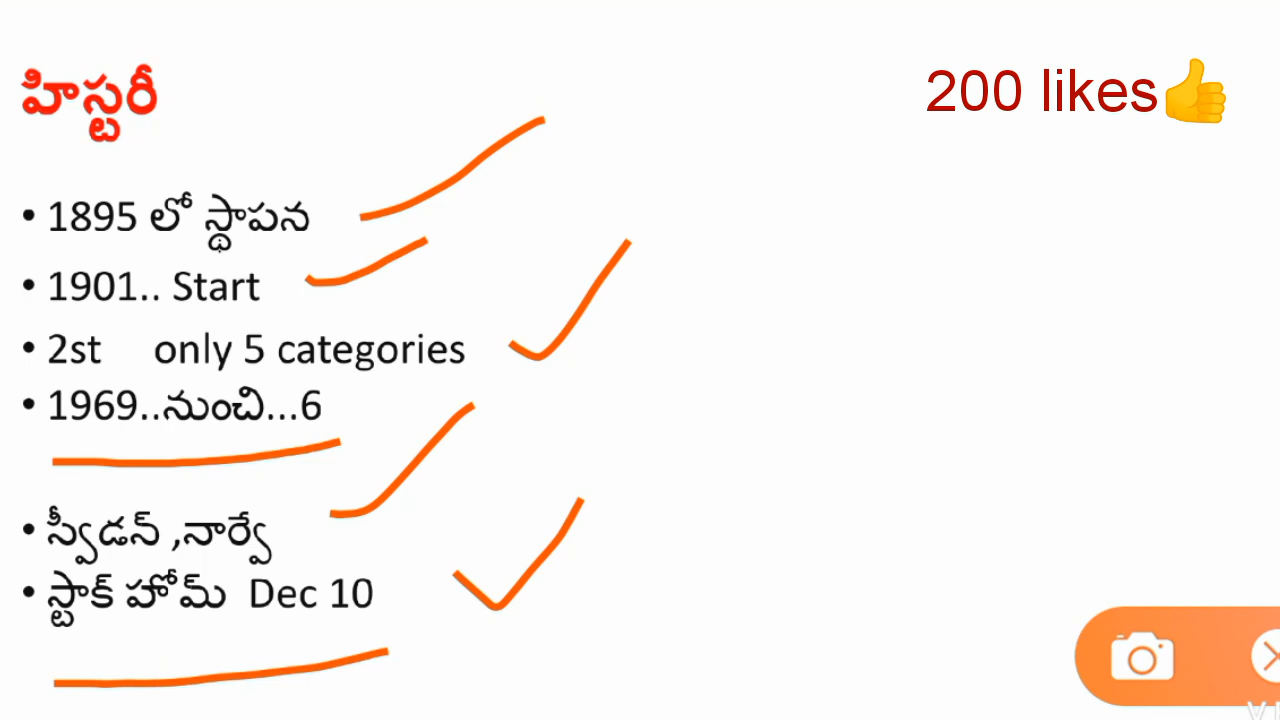 హిస్టరీ
200 likes👍
• 1895 లో స్థాపన
• 1901.. Start
• 2st only 5 categories
• 1969..నుంచి...6
• స్వీడన్ ,నార్వే
• స్టాక్ హోమ్ Dec 10